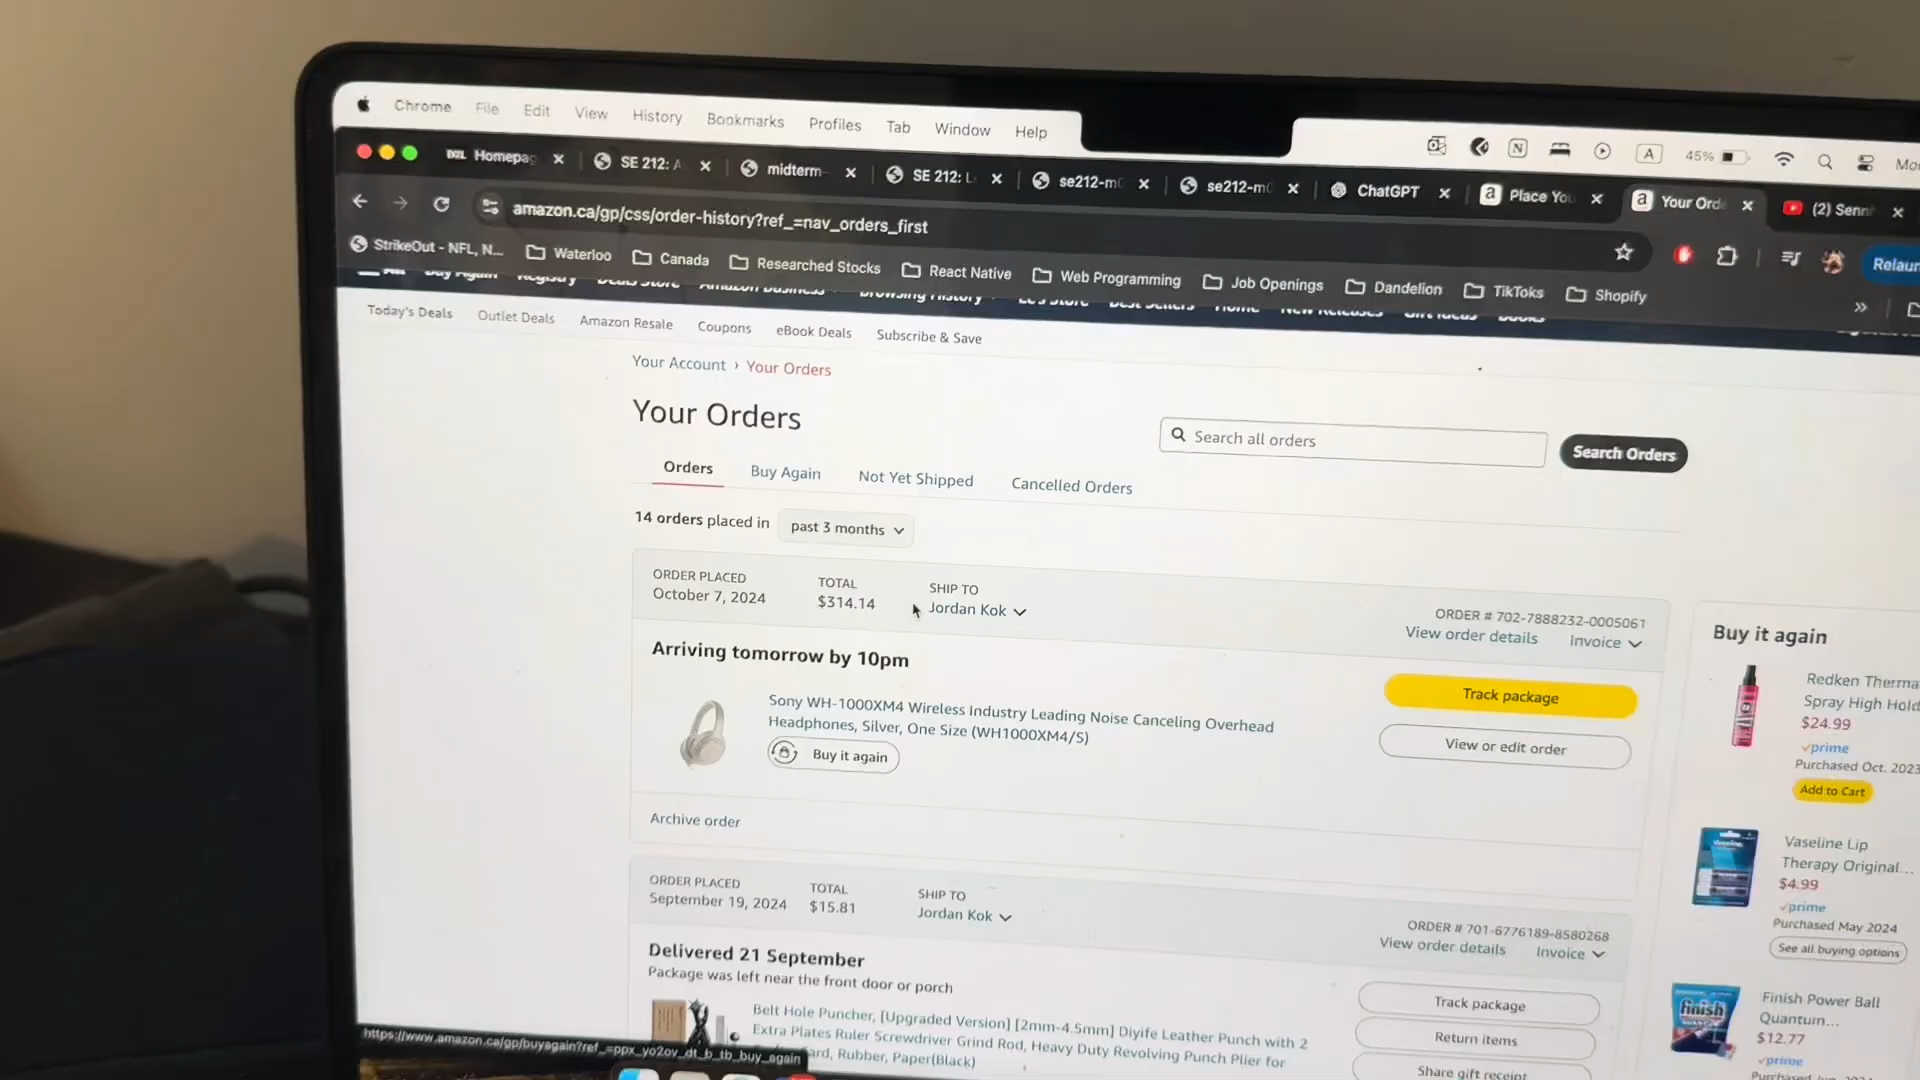 Chrome File Edit View History Bookmarks Profiles Tab Window Help
A 45%
D2L Homepag SE 212: A midterm- SE 212: L se212-m se212-m ChatGPT Place You Your Ord (2) Senn
amazon.ca/gp/css/order-history?ref_=nav_orders_first
Relaun
StrikeOut - NFL, N... Waterloo Canada Researched Stocks React Native Web Programming Job Openings Dandelion TikToks Shopify
Today's Deals Outlet Deals Amazon Resale Coupons eBook Deals Subscribe & Save
Your Account › Your Orders
Your Orders
Search all orders
Search Orders
Orders Buy Again Not Yet Shipped Cancelled Orders
14 orders placed in past 3 months
ORDER PLACED TOTAL SHIP TO
October 7, 2024 $314.14 Jordan Kok
ORDER # 702-7888232-0005061
View order details Invoice
Arriving tomorrow by 10pm
Sony WH-1000XM4 Wireless Industry Leading Noise Canceling Overhead
Headphones, Silver, One Size (WH1000XM4/S)
Buy it again
Track package
View or edit order
Archive order
ORDER PLACED TOTAL SHIP TO
September 19, 2024 $15.81 Jordan Kok
ORDER # 701-6776189-8580268
View order details Invoice
Delivered 21 September
Package was left near the front door or porch
Belt Hole Puncher, [Upgraded Version] [2mm-4.5mm] Diyife Leather Punch with 2
Extra Plates Ruler Screwdriver Grind Rod, Heavy Duty Revolving Punch Plier for
Rubber, Paper(Black)
Track package
Return items
Share gift receipt
Buy it again
Redken Therma
Spray High Hold
$24.99
prime
Purchased Oct. 2023
Add to Cart
Vaseline Lip
Therapy Original...
$4.99
prime
Purchased May 2024
See all buying options
Finish Power Ball
Quantum...
$12.77
prime
https://www.amazon.ca/gp/buyagain?ref_=ppx_yo2ov_dt_b_tb_buy_again